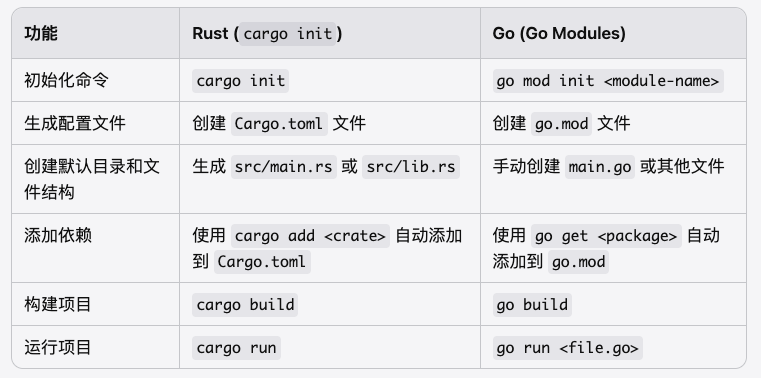 功能 Rust (cargo init) Go (Go Modules)
初始化命令 cargo init go mod init <module-name>
生成配置文件 创建 Cargo.toml 文件 创建 go.mod 文件
创建默认目录和文 生成 src/main.rs 或 src/lib.rs 手动创建 main.go 或其他文件
件结构
添加依赖 使用 cargo add <crate> 自动添加 使用 go get <package> 自动
到 Cargo.toml 添加到 go.mod
构建项目 cargo build go build
运行项目 cargo run go run <file.go>